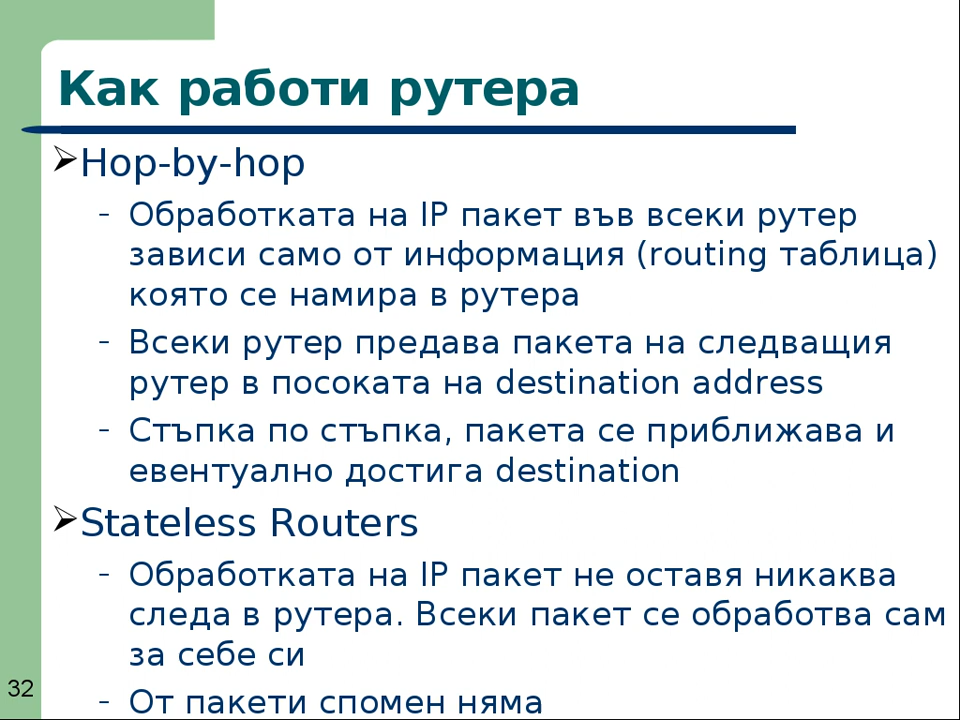 Как работи рутера
Hop-by-hop
– Обработката на IP пакет във всеки рутер
зависи само от информация (routing таблица)
която се намира в рутера
– Всеки рутер предава пакета на следващия
рутер в посоката на destination address
– Стъпка по стъпка, пакета се приближава и
евентуално достига destination
Stateless Routers
– Обработката на IP пакет не оставя никаква
следа в рутера. Всеки пакет се обработва сам
за себе си
– От пакети спомен няма
32